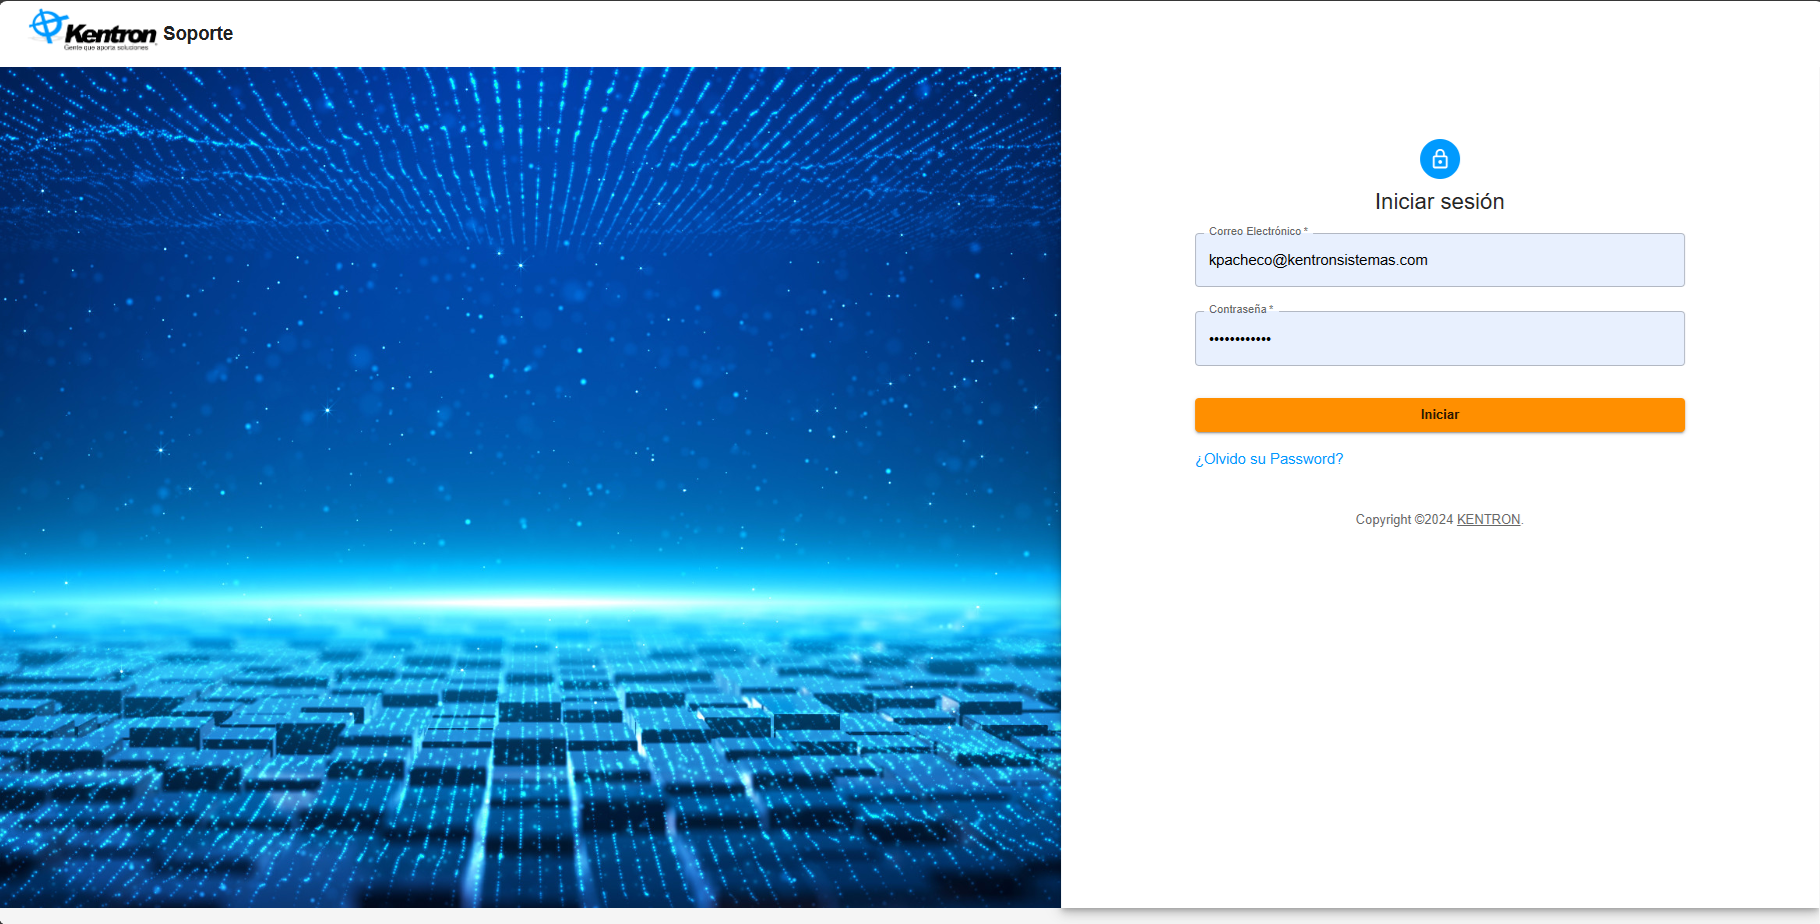 Kentron Soporte
Gente que aporta soluciones
Iniciar sesión
Correo Electrónico *
kpacheco@kentronsistemas.com
Contraseña *
••••••••••••
Iniciar
¿Olvido su Password?
Copyright ©2024 KENTRON.